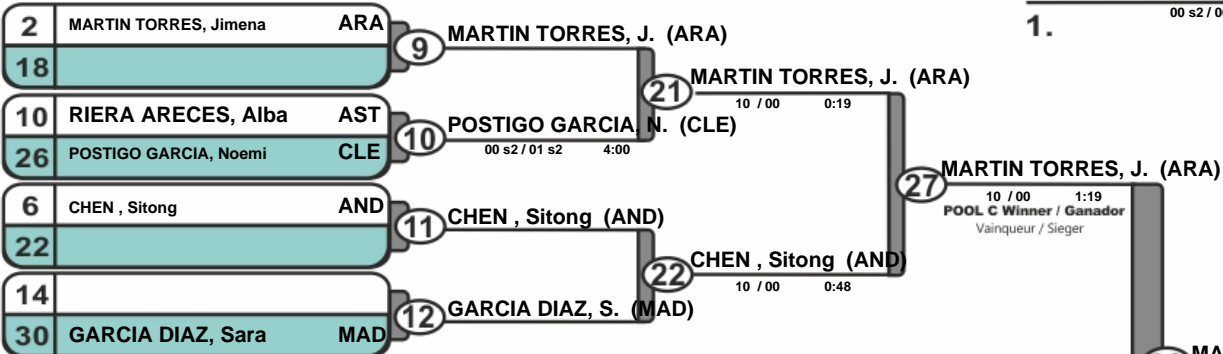 00 s2 / 0
1.
2 MARTIN TORRES, Jimena ARA
18
9 MARTIN TORRES, J. (ARA)
21 MARTIN TORRES, J. (ARA)
10 / 00 0:19
10 RIERA ARECES, Alba AST
26 POSTIGO GARCIA, Noemi CLE
10 POSTIGO GARCIA, N. (CLE)
00 s2 / 01 s2 4:00
27 MARTIN TORRES, J. (ARA)
10 / 00 1:19
POOL C Winner / Ganador
Vainqueur / Sieger
6 CHEN , Sitong AND
22
11 CHEN , Sitong (AND)
22 CHEN , Sitong (AND)
10 / 00 0:48
14
30 GARCIA DIAZ, Sara MAD
12 GARCIA DIAZ, S. (MAD)
MA